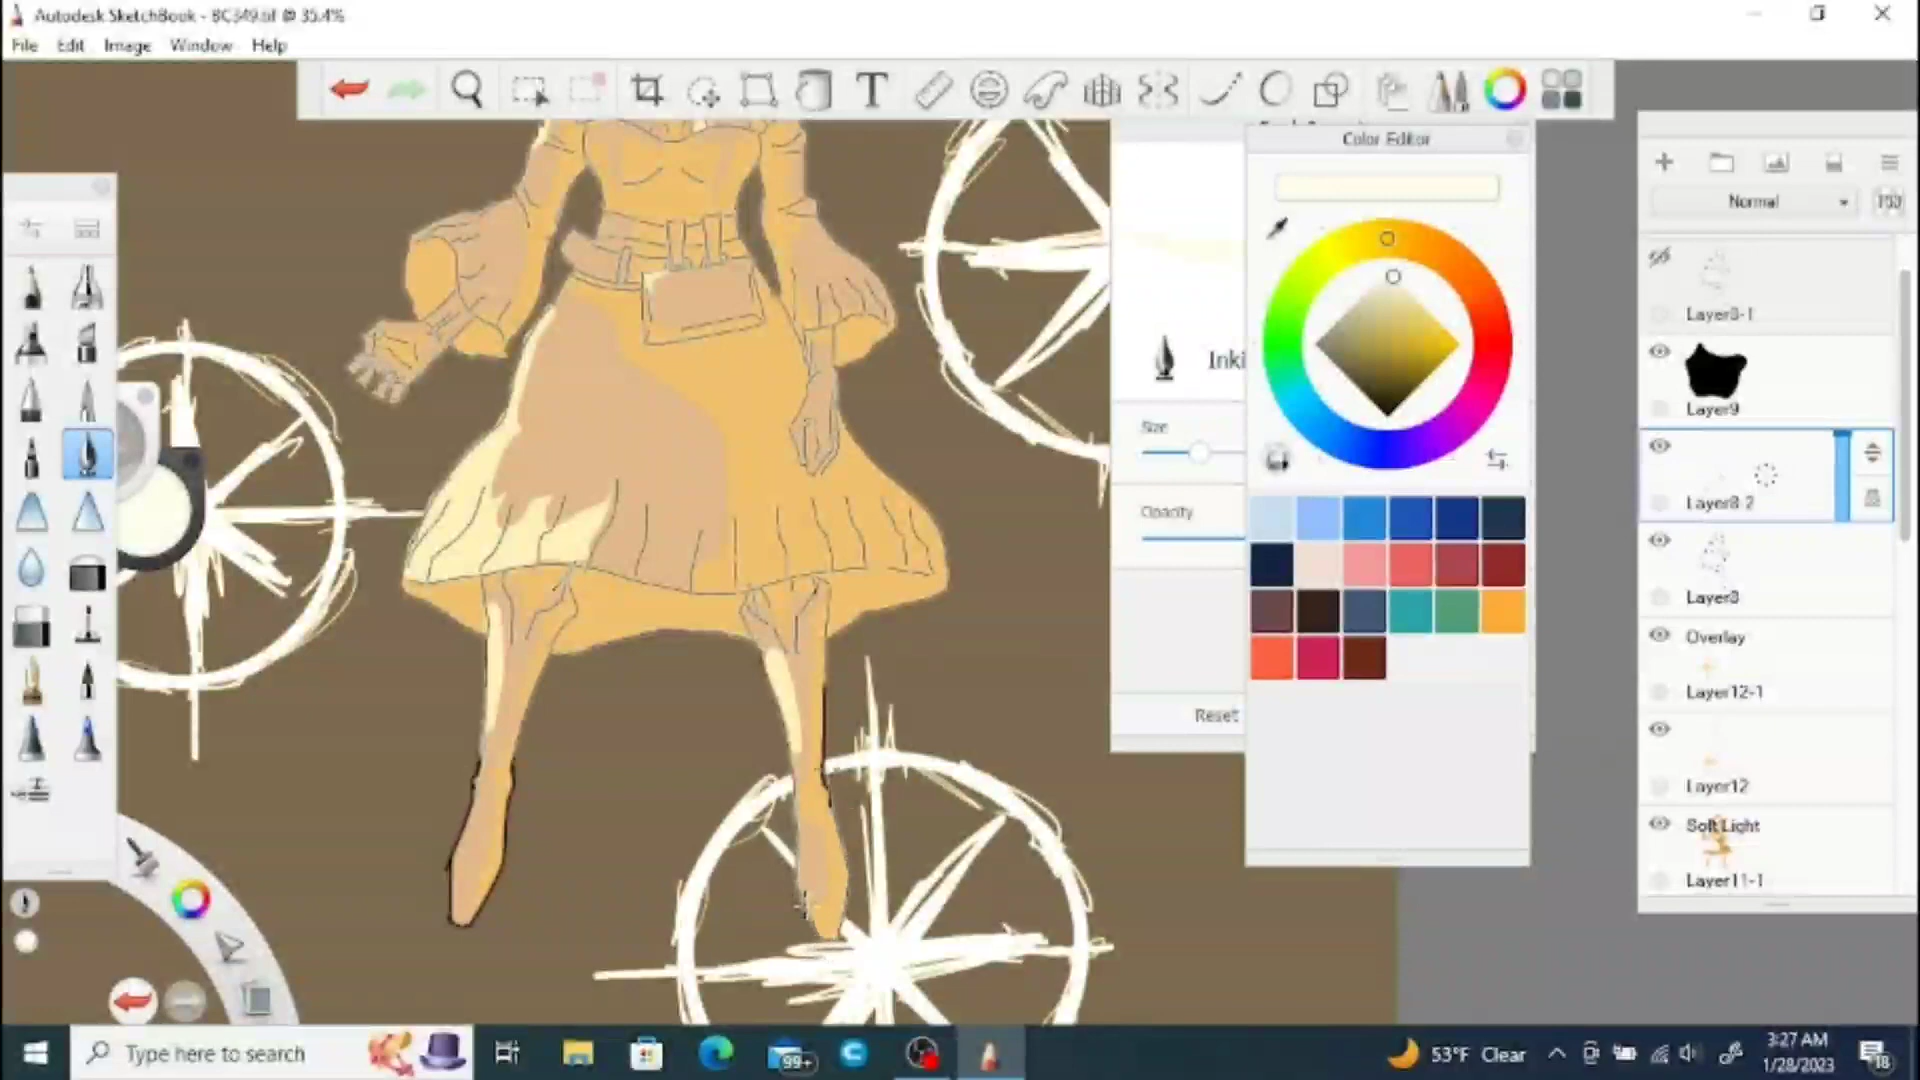 Autodesk SketchBook - BC349.tif @ 35.4%
File Edit Image Window Help
T
Color Editor
Normal
Layer8-1
Layer9
Inki
Size
Layer8-2
Opacity
Layer8
Overlay
Layer12-1
Reset
Layer12
Soft Light
Layer11-1
Type here to search
99+
53°F Clear
3:27 AM
1/28/2023
18